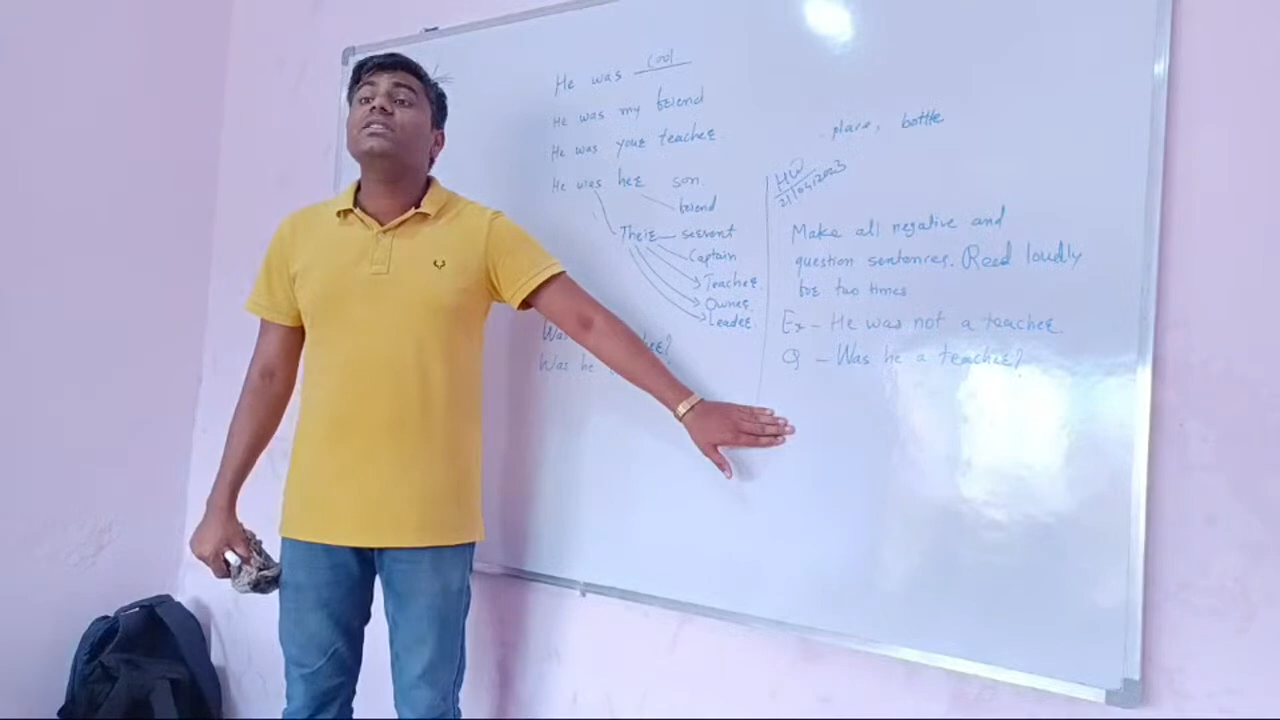 He was cool
He was my friend
He was your teacher
He was her son
friend
Their servant
Captain
Teacher
Owner
Leader
Was
Was he
place, bottle
HW
21/04/2023
Make all negative and
question sentences. Read loudly
for two times
Ex - He was not a teacher.
Q - Was he a teacher?